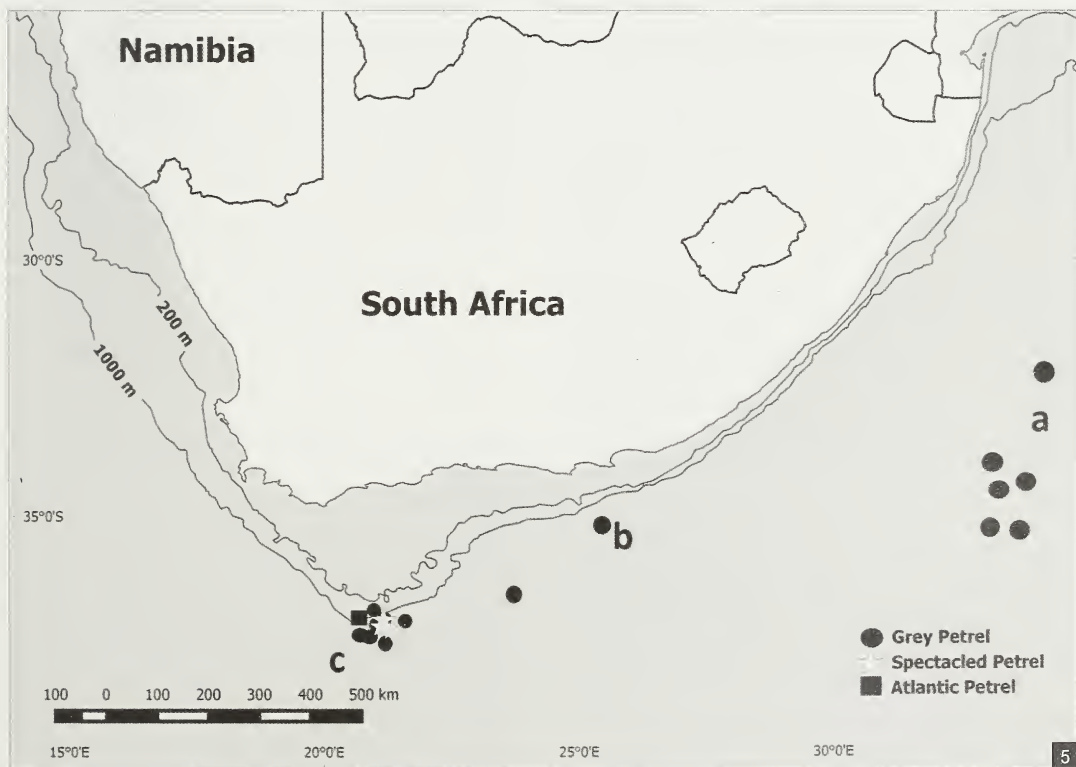 Namibia
30°0'S
South Africa
200 m
1000 m
a
35°0'S
b
c
Grey Petrel
Spectacled Petrel
Atlantic Petrel
100 0 100 200 300 400 500 km
15°0'E 20°0'E 25°0'E 30°0'E
5